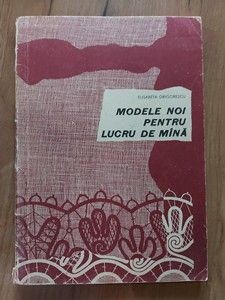 ELISABETA GRIGORESCU
MODELE NOI
PENTRU
LUCRU DE MÎNĂ